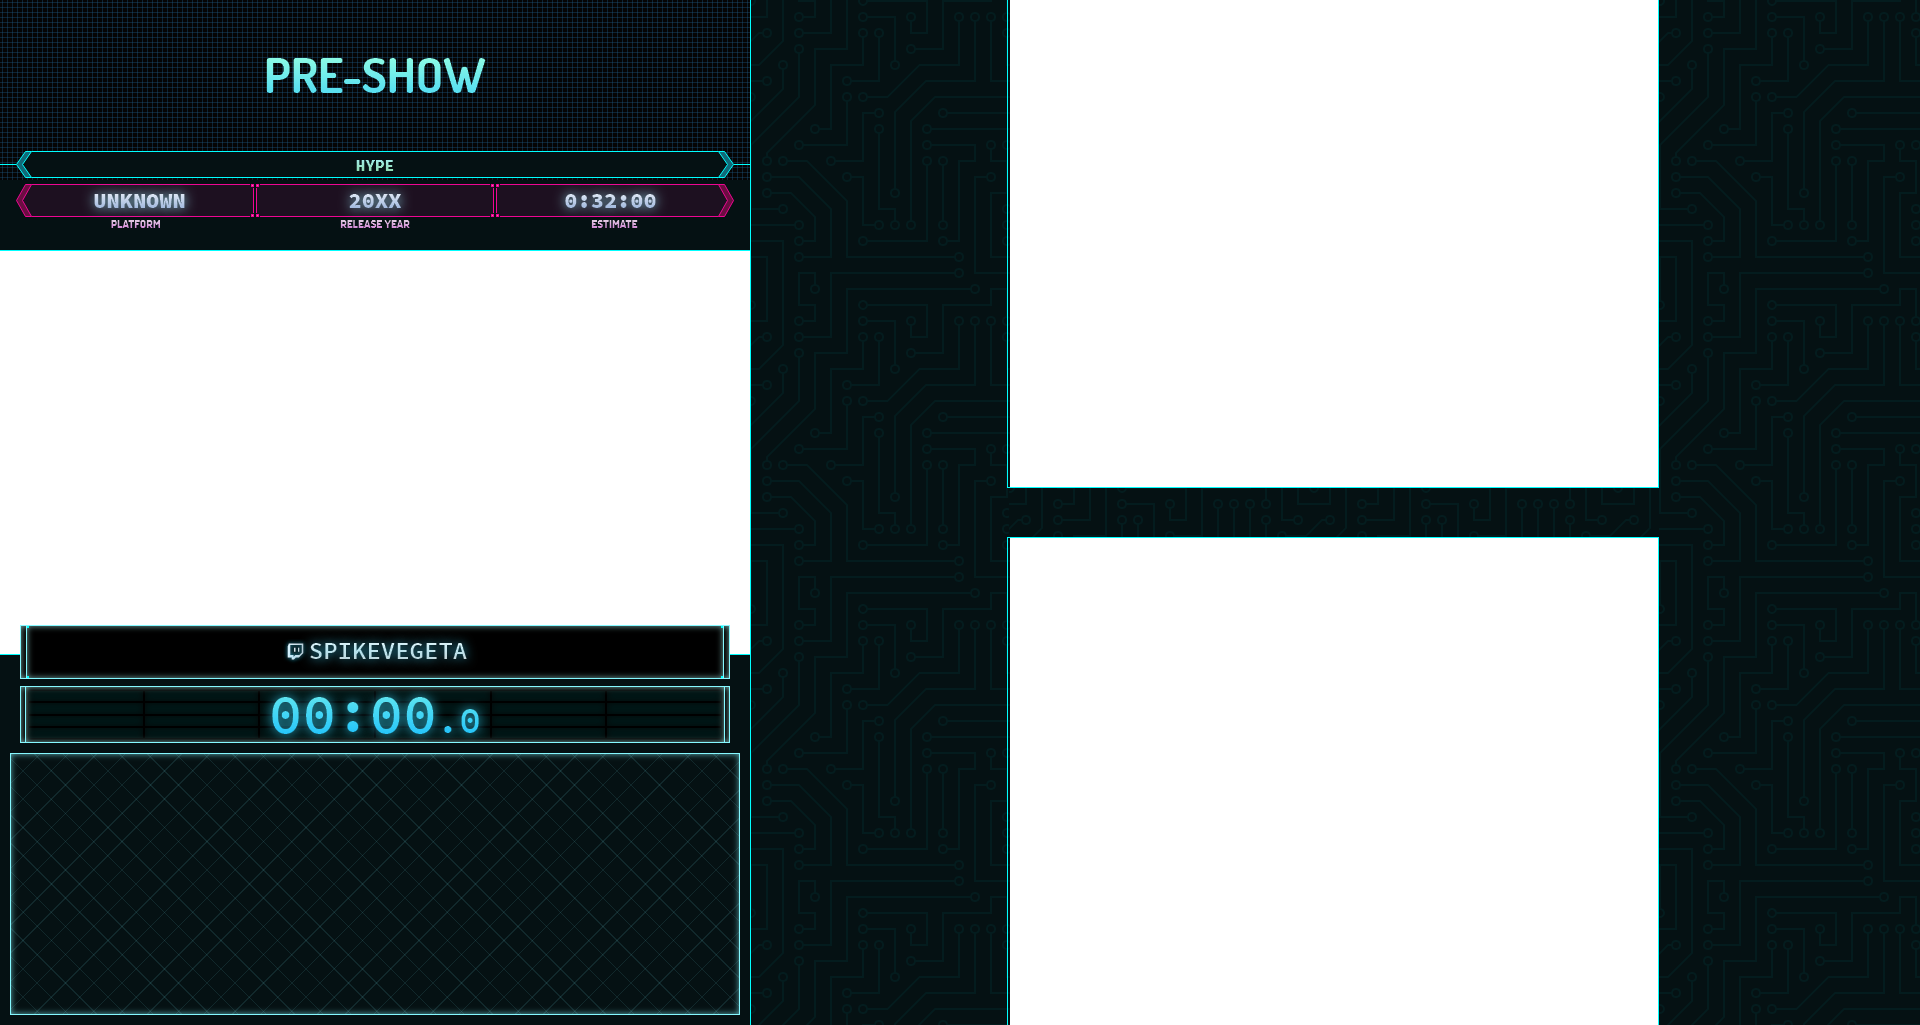 PRE-SHOW
HYPE
UNKNOWN 20XX 0:32:00
PLATFORM RELEASE YEAR ESTIMATE
SPIKEVEGETA
00:00.0